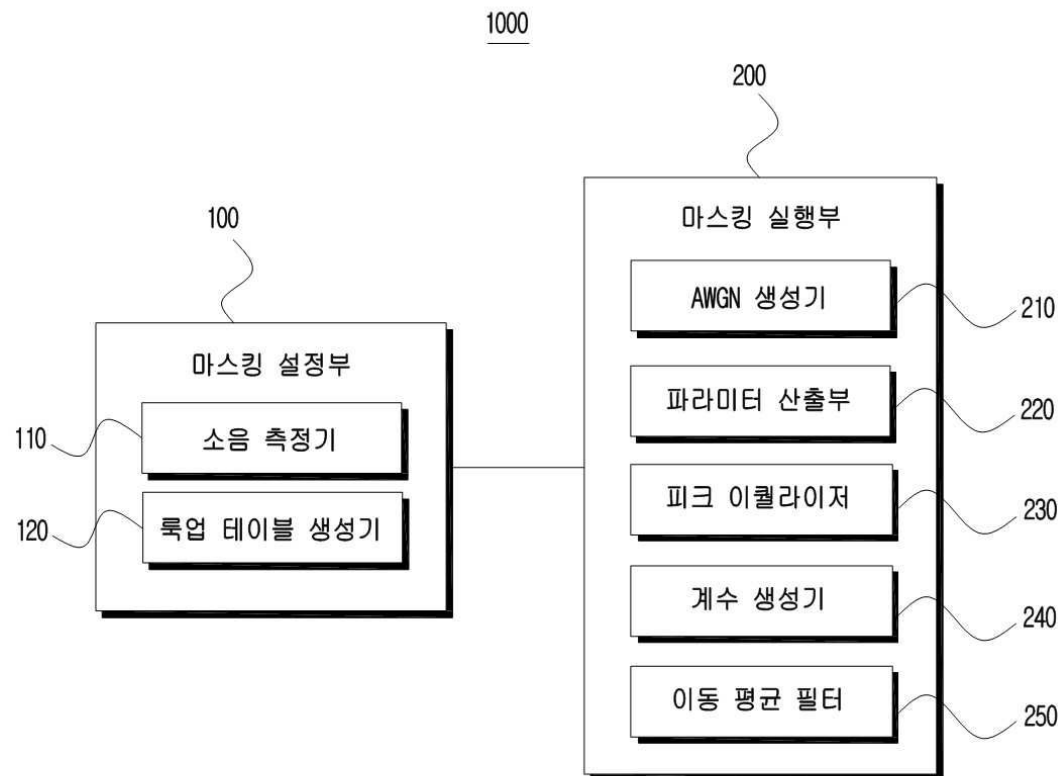 1000
200
마스킹 실행부
100
AWGN 생성기
210
마스킹 설정부
파라미터 산출부
220
110
소음 측정기
피크 이퀄라이저
230
120
룩업 테이블 생성기
계수 생성기
240
이동 평균 필터
250